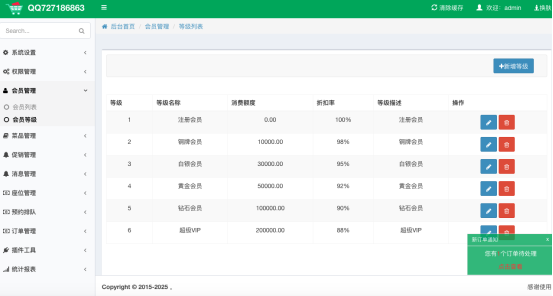 QQ727186863
清除缓存 欢迎: admin 换肤
Search...
后台首页 / 会员管理 / 等级列表
系统设置
权限管理
会员管理
会员列表
会员等级
菜品管理
促销管理
消息管理
座位管理
预约排队
订单管理
插件工具
统计报表
+新增等级
等级 等级名称 消费额度 折扣率 等级描述 操作
1 注册会员 0.00 100% 注册会员
2 铜牌会员 10000.00 98% 铜牌会员
3 白银会员 30000.00 95% 白银会员
4 黄金会员 50000.00 92% 黄金会员
5 钻石会员 100000.00 90% 钻石会员
6 超级VIP 200000.00 88% 超级VIP
新订单通知 x
您有 个订单待处理
Copyright © 2015-2025 。
感谢使用